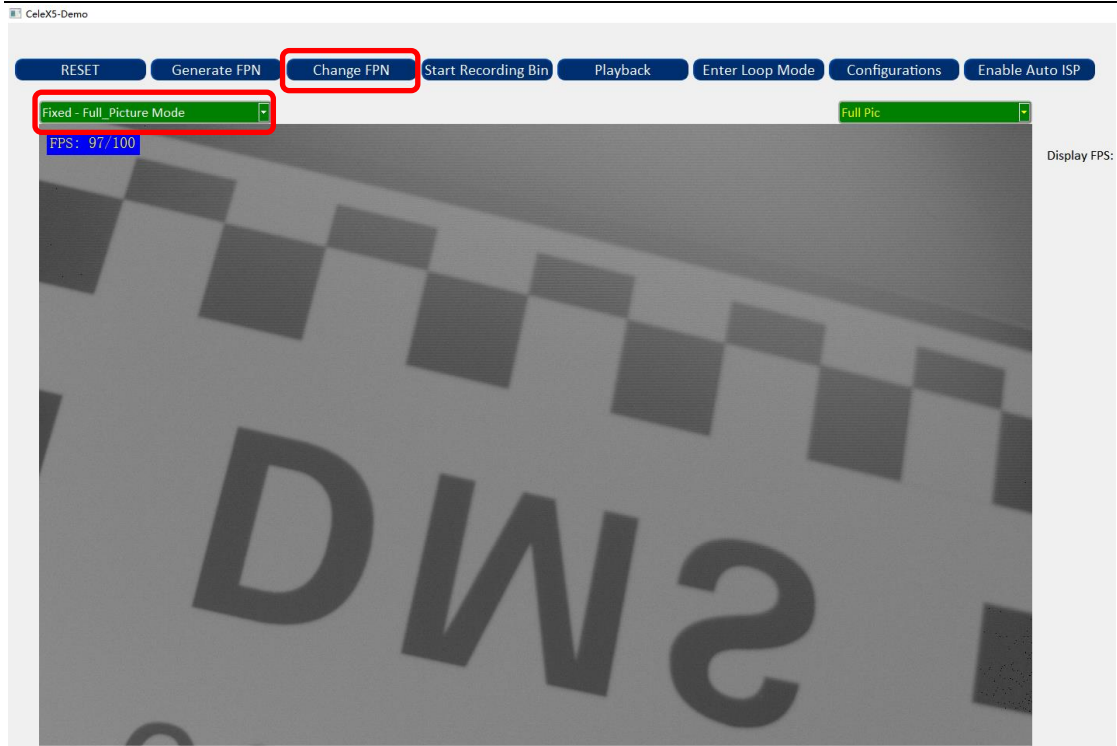 CeleX5-Demo
RESET Generate FPN Change FPN Start Recording Bin Playback Enter Loop Mode Configurations Enable Auto ISP
Fixed - Full_Picture Mode Full Pic
FPS: 97/100
Display FPS:
DMS